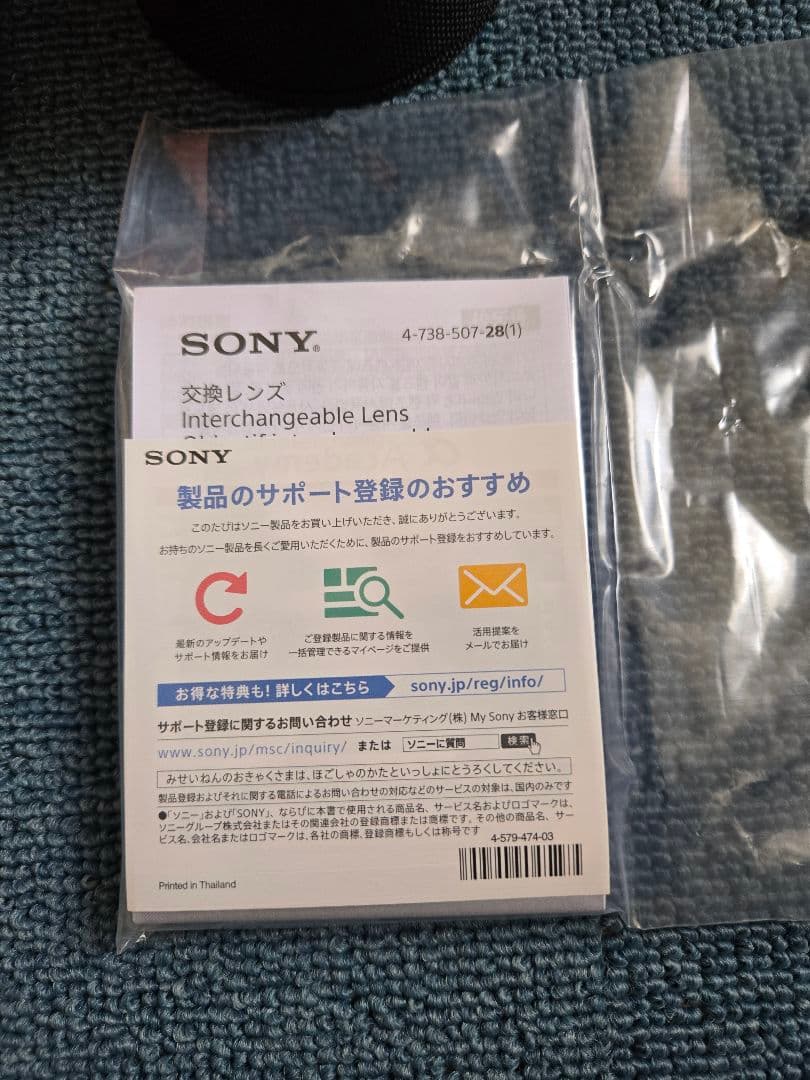 SONY®
4-738-507-28(1)
交換レンズ
Interchangeable Lens
SONY
製品のサポート登録のおすすめ
このたびはソニー製品をお買い上げいただき、誠にありがとうございます。
お持ちのソニー製品を長くご愛用いただくために、製品のサポート登録をおすすめしています。
最新のアップデートや
サポート情報をお届け
ご登録製品に関する情報を
一括管理できるマイページをご提供
活用提案を
メールでお届け
お得な特典も！詳しくはこちら
sony.jp/reg/info/
サポート登録に関するお問い合わせ ソニーマーケティング(株) My Sony お客様窓口
www.sony.jp/msc/inquiry/ または ソニーに質問 検索
みせいねんのおきゃくさまは、ほごしゃのかたといっしょにとうろくしてください。
製品登録およびそれに関する電話によるお問い合わせの対応などのサービスの対象は、国内のみです
●「ソニー」および「SONY」、ならびに本書で使用される商品名、サービス名およびロゴマークは、
ソニーグループ株式会社またはその関連会社の登録商標または商標です。その他の商品名、サー
ビス名、会社名またはロゴマークは、各社の商標、登録商標もしくは称号です
4-579-474-03
Printed in Thailand